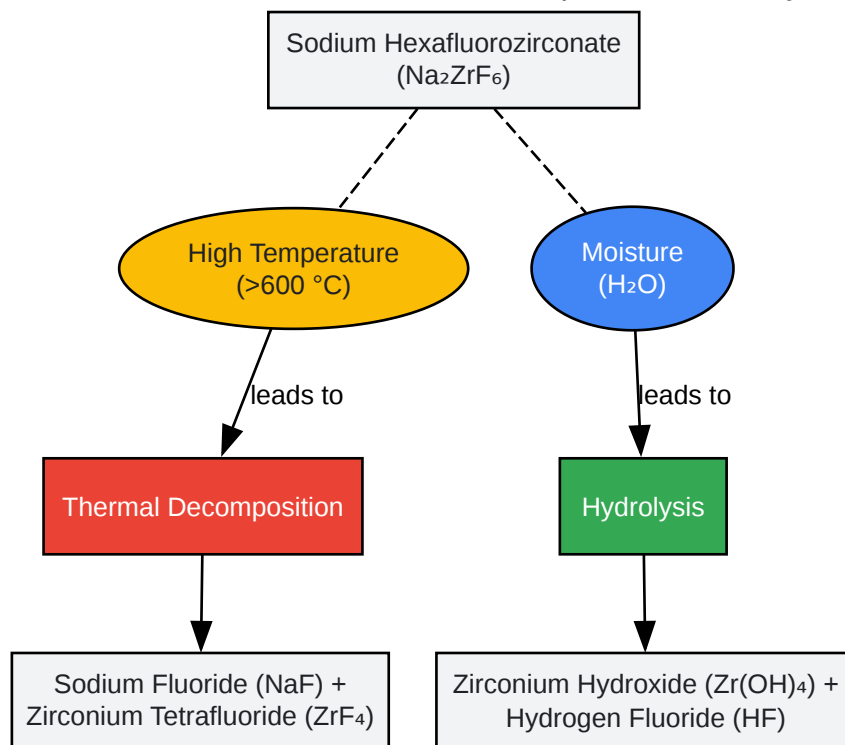 Sodium Hexafluorozirconate
(Na₂ZrF₆)
High Temperature
(>600 °C)
Moisture
(H₂O)
leads to
leads to
Thermal Decomposition
Hydrolysis
Sodium Fluoride (NaF) +
Zirconium Tetrafluoride (ZrF₄)
Zirconium Hydroxide (Zr(OH)₄) +
Hydrogen Fluoride (HF)